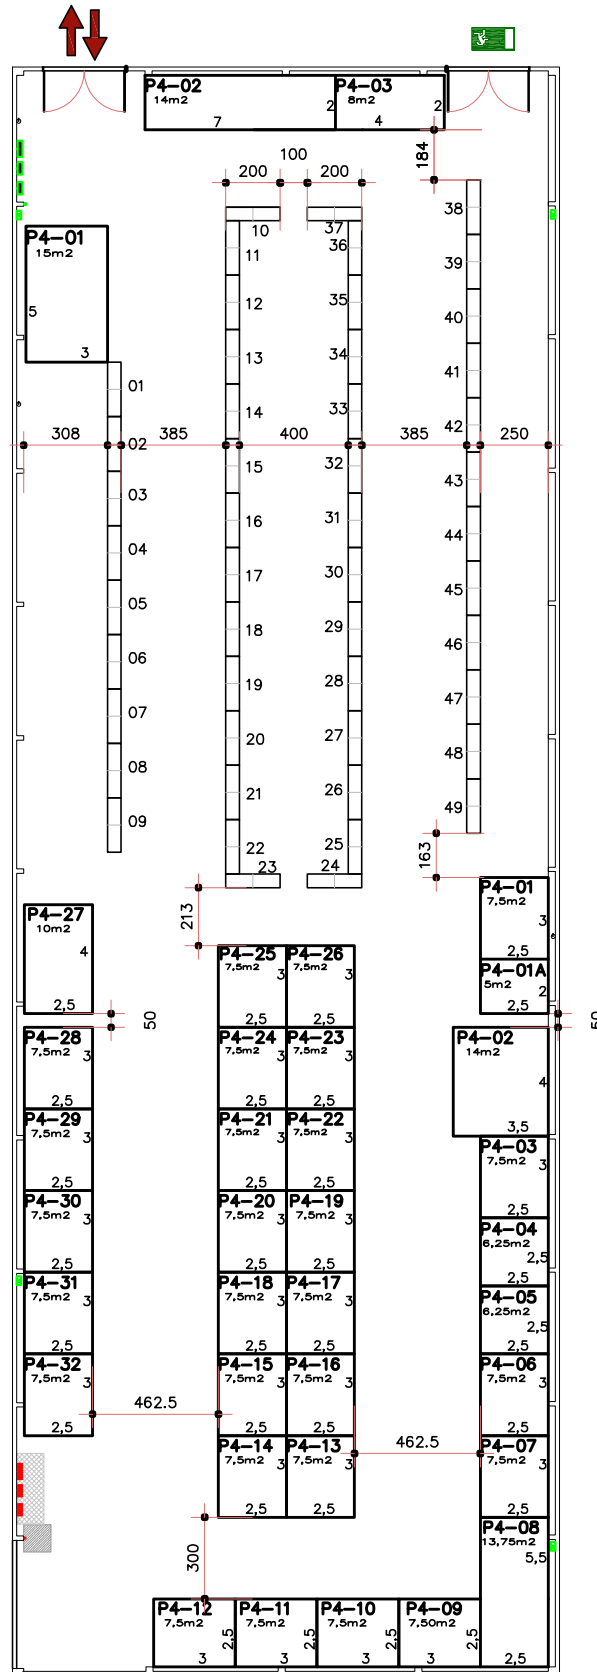 P4-02
14m2
7
2
P4-03
8m2
4
2
184
100
200
200
P4-01
15m2
5
3
10
37
38
11
36
39
12
35
40
13
34
41
01
14
33
42
308
02
385
400
385
250
15
32
43
03
16
31
44
04
17
30
45
05
18
29
46
06
19
28
47
07
20
27
48
08
21
26
49
09
22
25
23
24
163
213
P4-27
10m2
4
2,5
50
P4-25
7,5m2
3
2,5
P4-26
7,5m2
3
2,5
P4-01
7,5m2
3
2,5
P4-01A
5m2
2
2,5
50
P4-28
7,5m2
3
2,5
P4-24
7,5m2
3
2,5
P4-23
7,5m2
3
2,5
P4-02
14m2
4
3,5
P4-29
7,5m2
3
2,5
P4-21
7,5m2
3
2,5
P4-22
7,5m2
3
2,5
P4-03
7,5m2
3
2,5
P4-30
7,5m2
3
2,5
P4-20
7,5m2
3
2,5
P4-19
7,5m2
3
2,5
P4-04
6,25m2
2,5
2,5
P4-31
7,5m2
3
2,5
P4-18
7,5m2
3
2,5
P4-17
7,5m2
3
2,5
P4-05
6,25m2
2,5
2,5
P4-32
7,5m2
3
2,5
P4-15
7,5m2
3
2,5
P4-16
7,5m2
3
2,5
P4-06
7,5m2
3
2,5
462.5
P4-14
7,5m2
3
2,5
P4-13
7,5m2
3
2,5
462.5
P4-07
7,5m2
3
2,5
P4-08
13,75m2
5,5
2,5
300
P4-12
7,5m2
2,5
3
P4-11
7,5m2
2,5
3
P4-10
7,5m2
2,5
3
P4-09
7,50m2
2,5
3